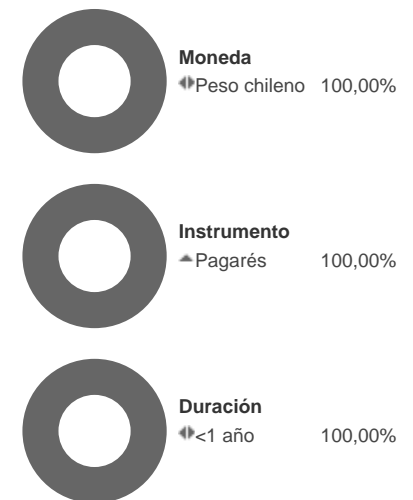 Moneda
Peso chileno 100,00%
Instrumento
Pagarés 100,00%
Duración
<1 año 100,00%